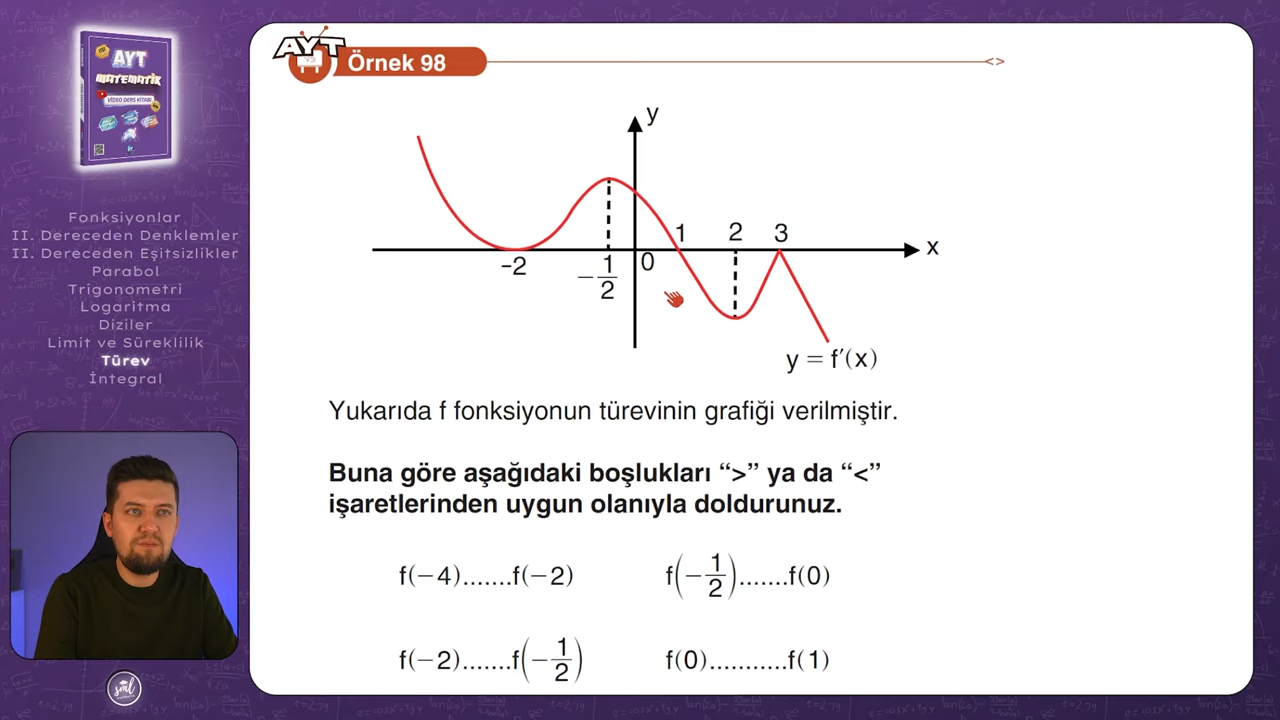 AYT
MATEMATİK
VİDEO DERS KİTABI
Fonksiyonlar
II. Dereceden Denklemler
II. Dereceden Eşitsizlikler
Parabol
Trigonometri
Logaritma
Diziler
Limit ve Süreklilik
Türev
İntegral
sml
AYT
Örnek 98
< >
y
1 2 3
x
-2 -1/2 0
y = f'(x)
Yukarıda f fonksiyonun türevinin grafiği verilmiştir.
Buna göre aşağıdaki boşlukları “>” ya da “<”
işaretlerinden uygun olanıyla doldurunuz.
f(−4).......f(−2) f(−1/2).......f(0)
f(−2).......f(−1/2) f(0)...........f(1)